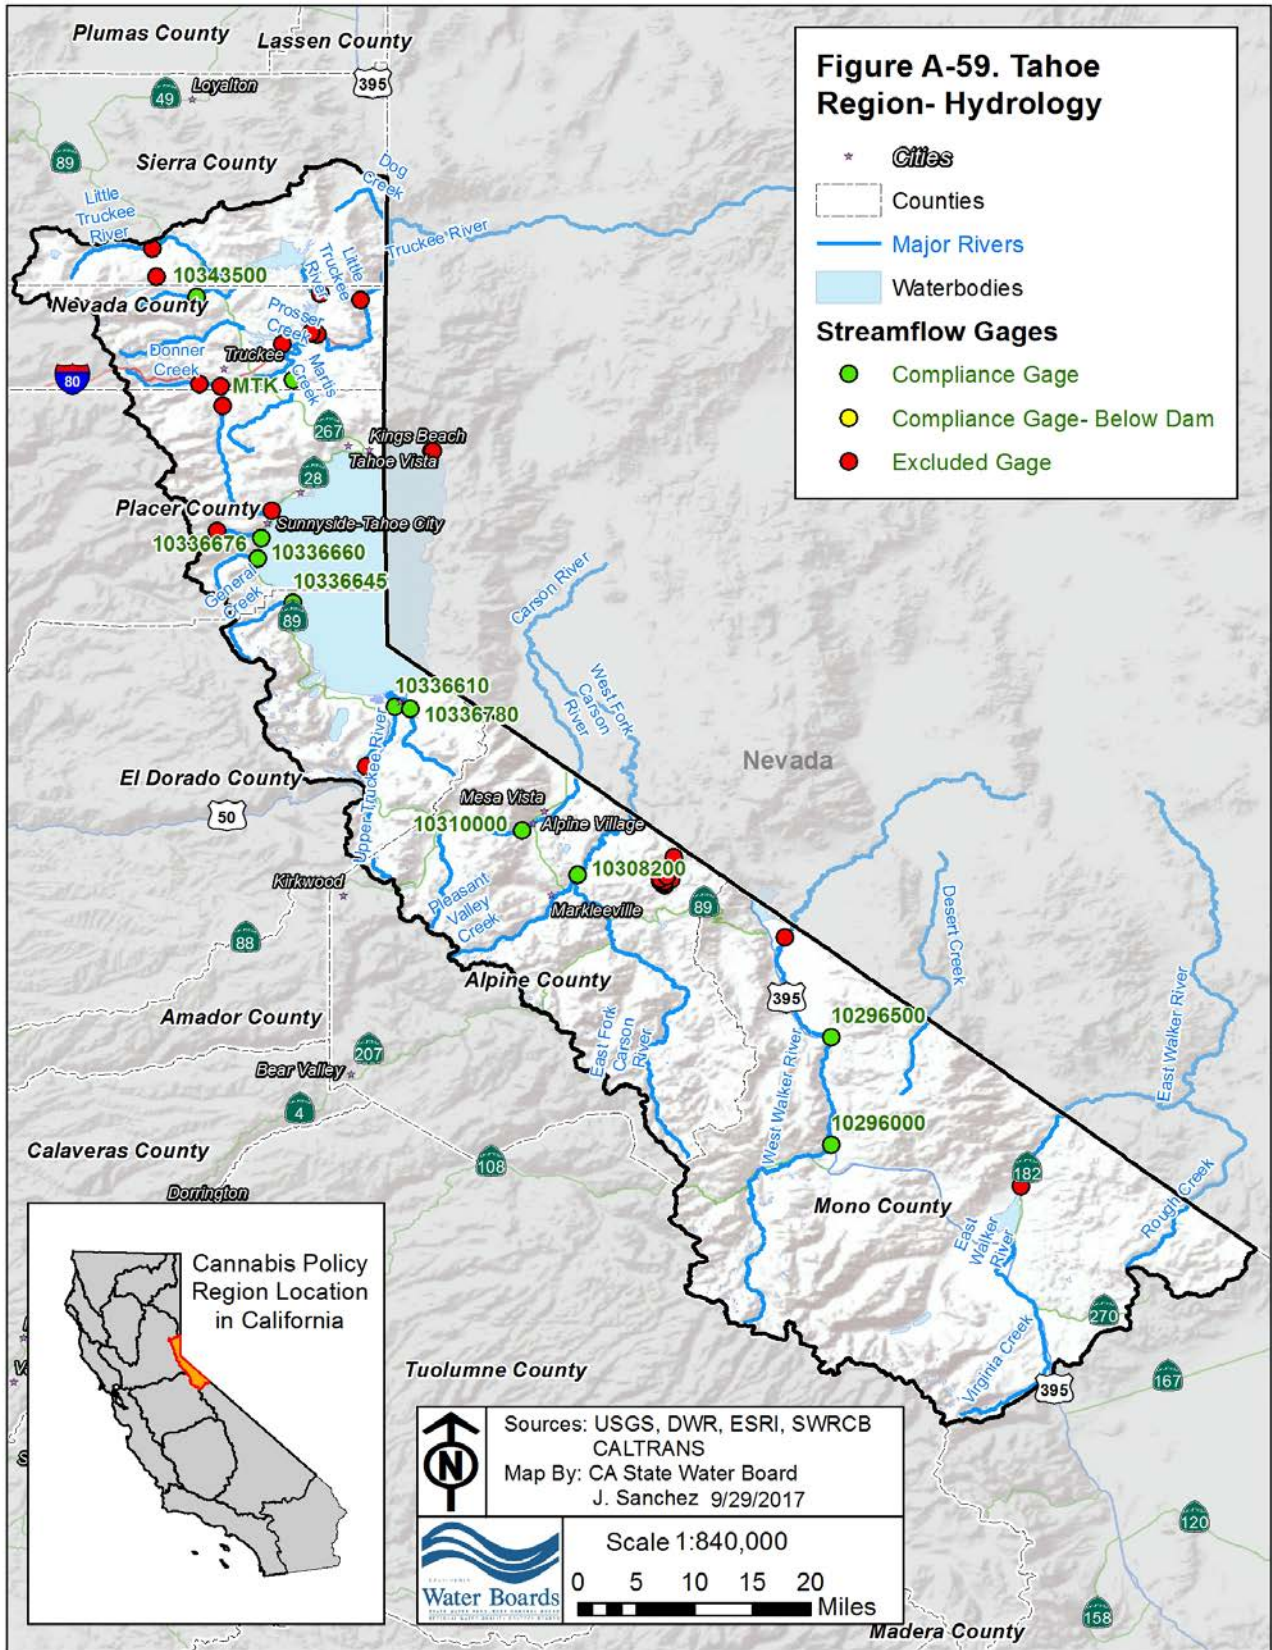 Plumas County
Lassen County
395
49
Loyalton
89
Sierra County
Dog
Creek
Little
Truckee
River
Truckee River
Little
Truckee
River
10343500
Nevada County
Prosser
Creek
Donner
Creek
Truckee
Martis
Creek
80
MTK
267
Kings Beach
Tahoe Vista
28
Placer County
Sunnyside-Tahoe City
10336676
10336660
General
Creek
10336645
89
Carson River
West Fork
Carson
River
10336610
10336780
Nevada
El Dorado County
Upper Truckee River
50
Mesa Vista
10310000
Alpine Village
10308200
Kirkwood
Pleasant
Valley
Creek
Markleeville
89
Desert Creek
88
Alpine County
395
Amador County
10296500
East Fork
Carson
River
207
Bear Valley
West Walker River
East Walker River
4
10296000
Calaveras County
108
182
Dorrington
Mono County
East
Walker
River
Rough Creek
270
Virginia Creek
Tuolumne County
395
167
120
158
Madera County
Figure A-59. Tahoe
Region- Hydrology
Cities
Counties
Major Rivers
Waterbodies
Streamflow Gages
Compliance Gage
Compliance Gage- Below Dam
Excluded Gage
Cannabis Policy
Region Location
in California
N
Sources: USGS, DWR, ESRI, SWRCB
CALTRANS
Map By: CA State Water Board
J. Sanchez 9/29/2017
Water Boards
Scale 1:840,000
0 5 10 15 20
Miles